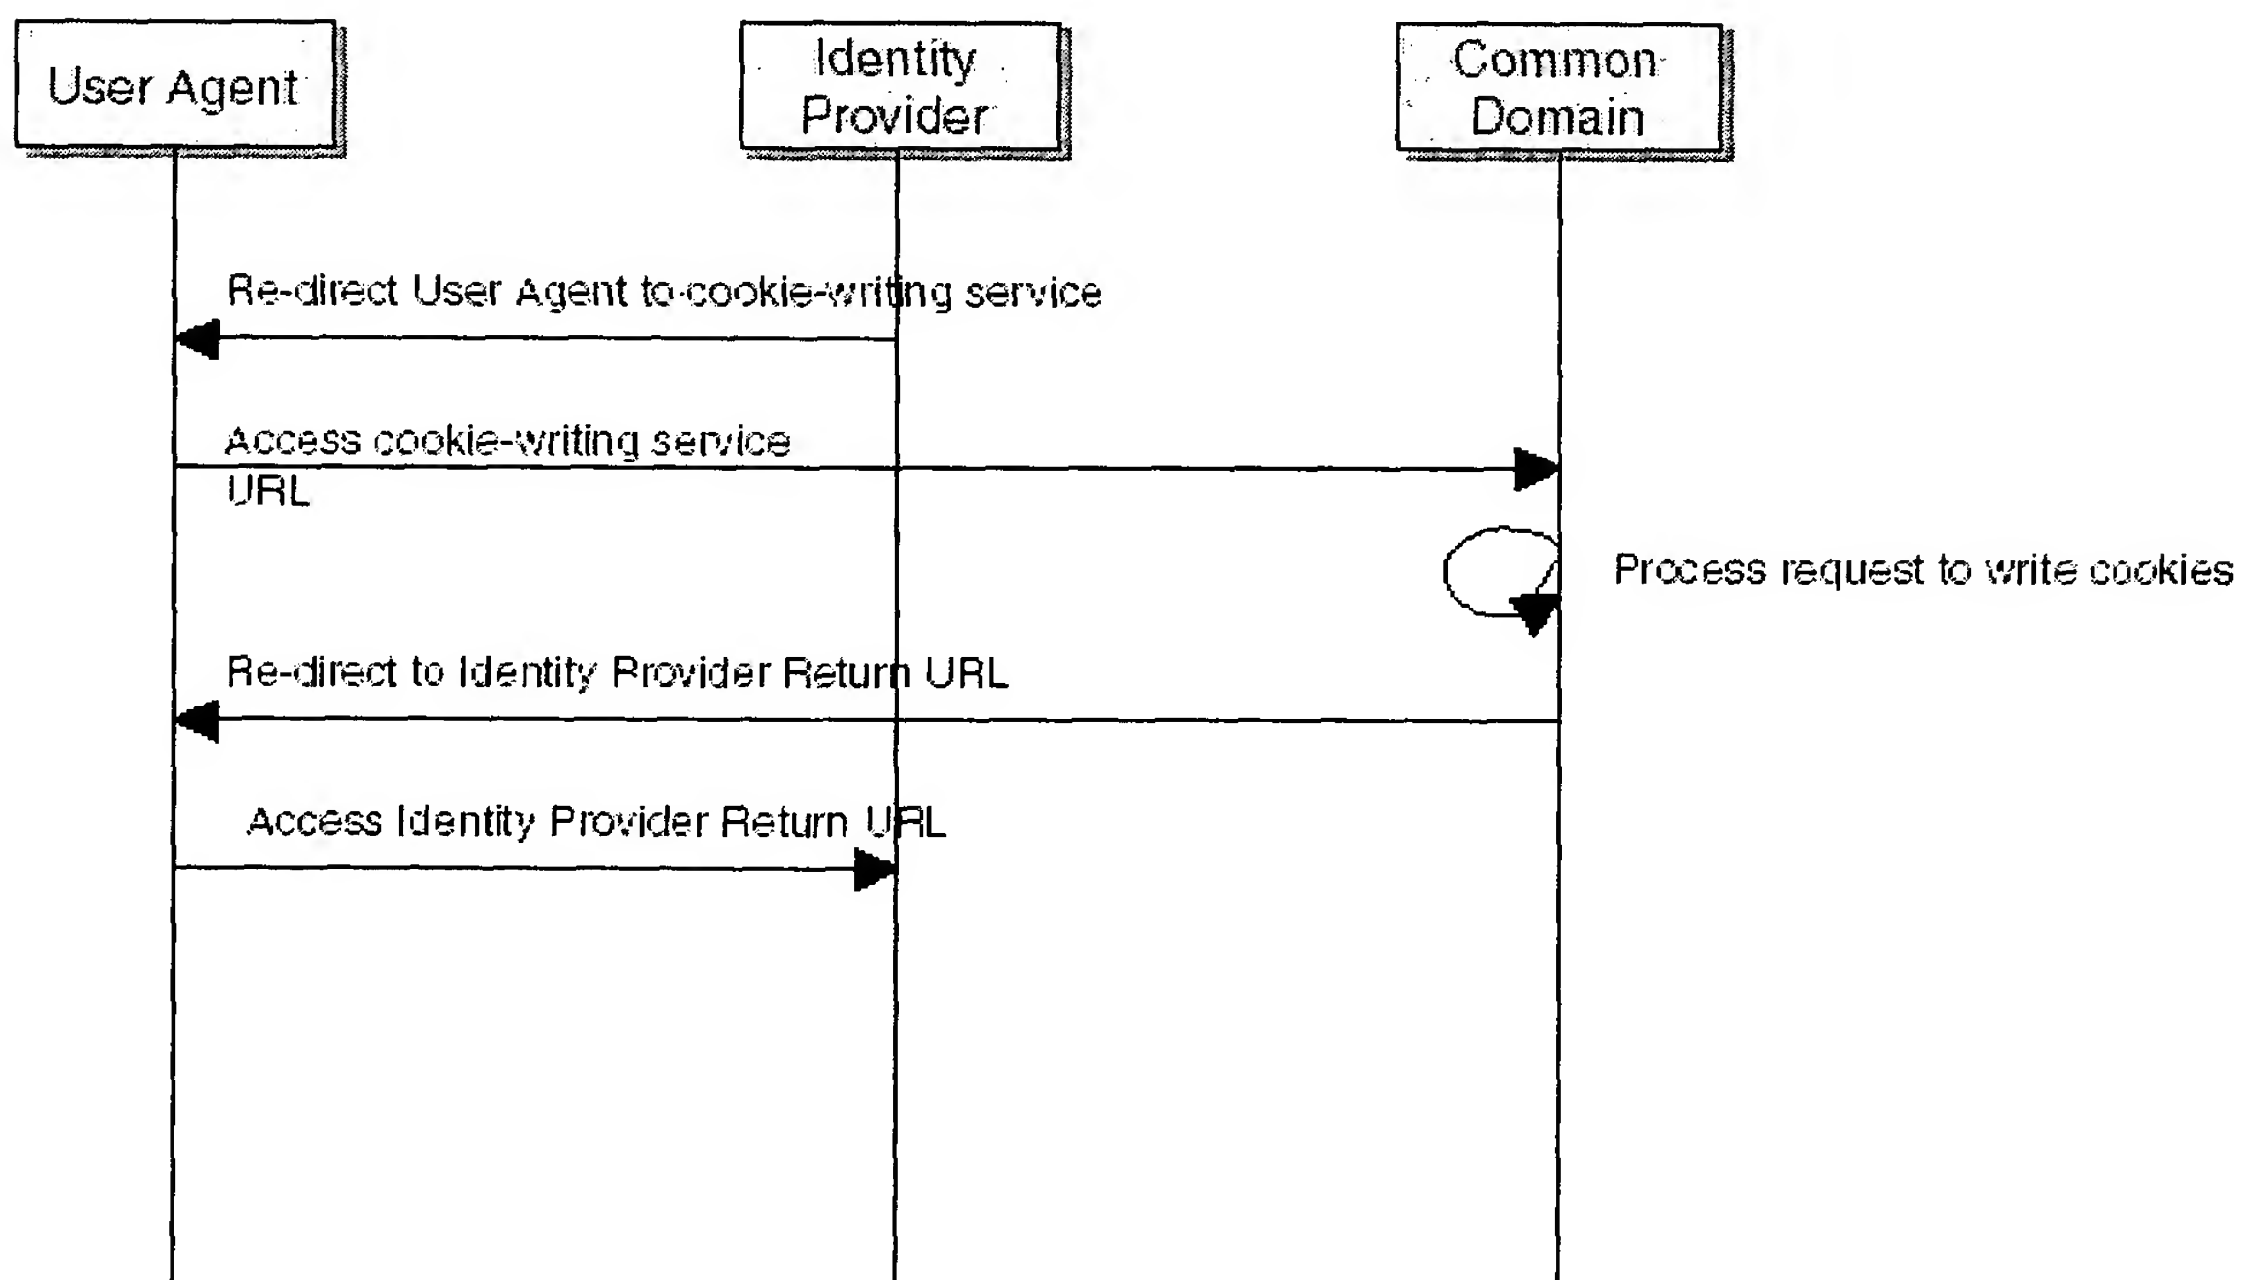 User Agent
Identity
Provider
Common
Domain
Re-direct User Agent to cookie-writing service
Access cookie-writing service
URL
Process request to write cookies
Re-direct to Identity Provider Return URL
Access Identity Provider Return URL